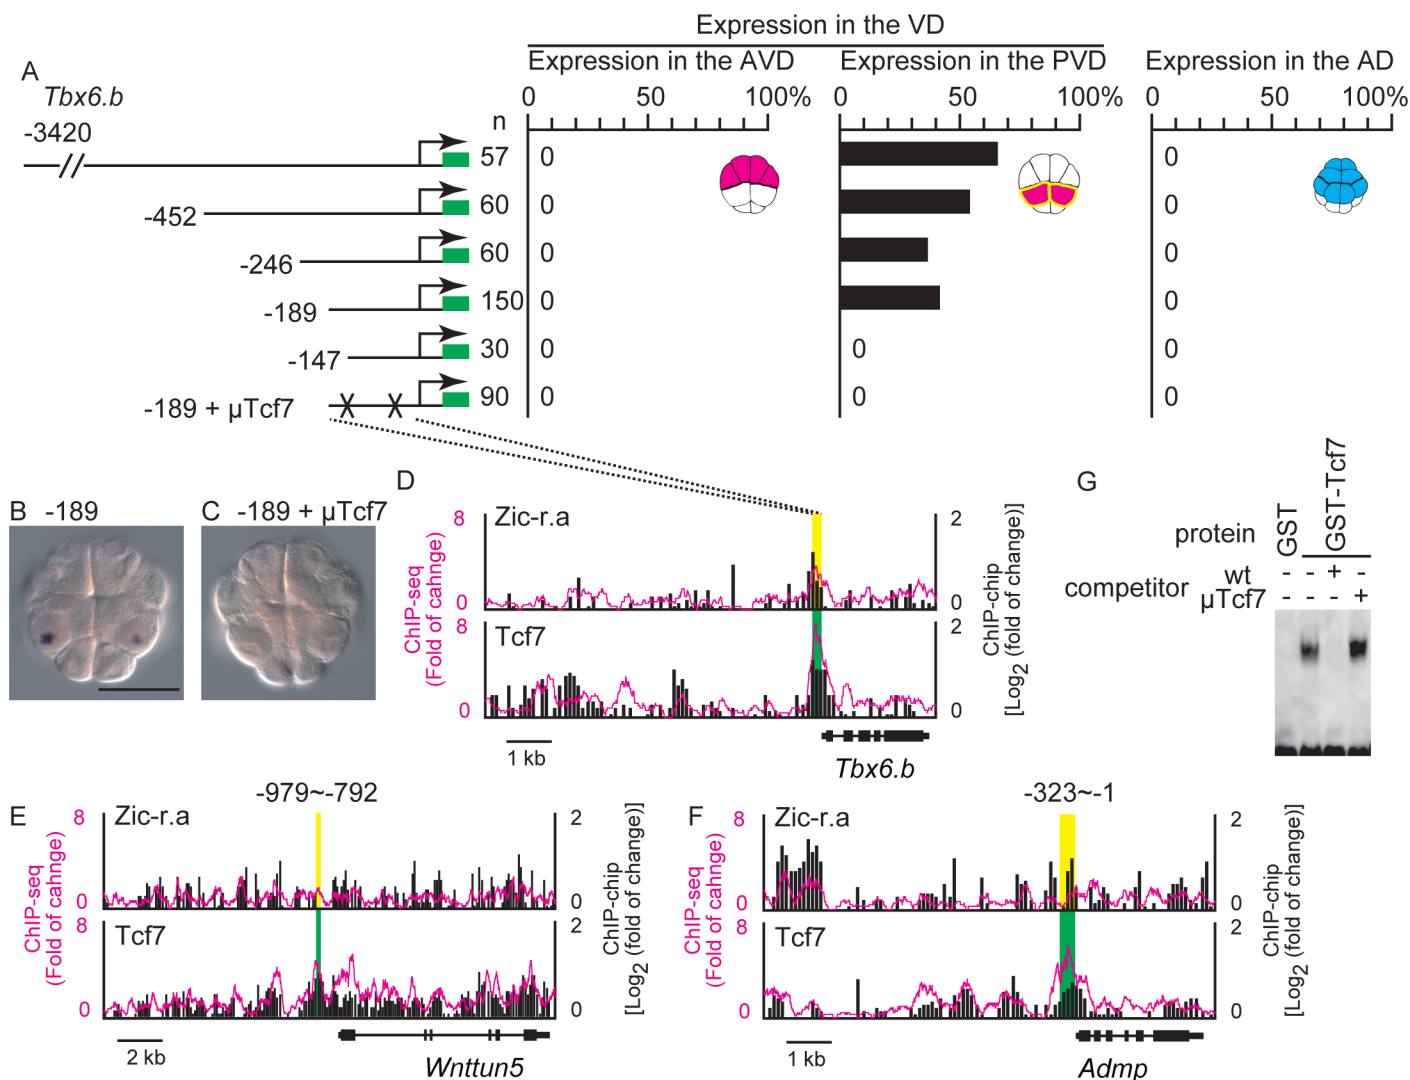 Expression in the VD
A
Expression in the AVD Expression in the PVD Expression in the AD
Tbx6.b
0 50 100% 0 50 100% 0 50 100%
n
-3420 57 0 0
-452 60 0 0
-246 60 0 0
-189 150 0 0
-147 30 0 0 0
-189 + µTcf7 90 0 0 0
B -189
C -189 + µTcf7
D
Zic-r.a
8
0
2
0
Tcf7
8
0
2
0
ChIP-seq
(Fold of cahnge)
ChIP-chip
[Log2 (fold of change)]
1 kb
Tbx6.b
G
protein GST GST-Tcf7
competitor
wt - - + -
µTcf7 - - - +
E
-979~-792
Zic-r.a
8
0
2
0
Tcf7
8
0
2
0
ChIP-seq
(Fold of cahnge)
ChIP-chip
[Log2 (fold of change)]
2 kb
Wnttun5
F
-323~-1
Zic-r.a
8
0
2
0
Tcf7
8
0
2
0
ChIP-seq
(Fold of cahnge)
ChIP-chip
[Log2 (fold of change)]
1 kb
Admp